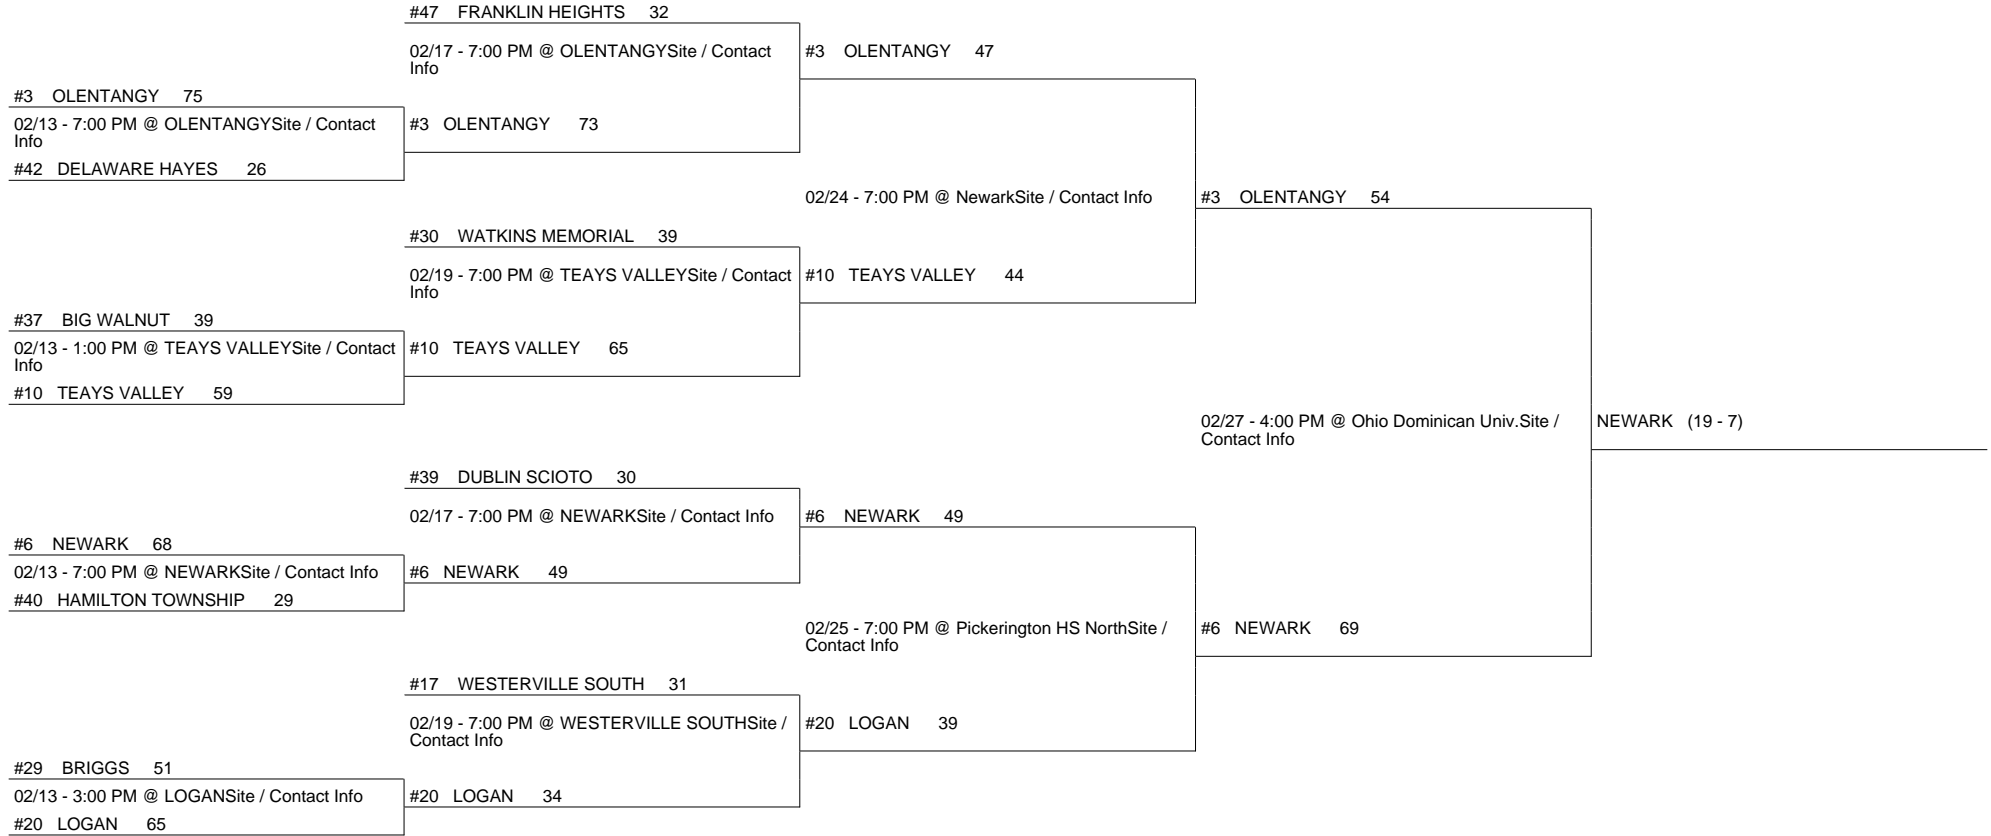 #47 FRANKLIN HEIGHTS 32
02/17 - 7:00 PM @ OLENTANGYSite / Contact
Info
#3 OLENTANGY 47
#3 OLENTANGY 75
02/13 - 7:00 PM @ OLENTANGYSite / Contact
Info
#3 OLENTANGY 73
#42 DELAWARE HAYES 26
02/24 - 7:00 PM @ NewarkSite / Contact Info
#3 OLENTANGY 54
#30 WATKINS MEMORIAL 39
02/19 - 7:00 PM @ TEAYS VALLEYSite / Contact
Info
#10 TEAYS VALLEY 44
#37 BIG WALNUT 39
02/13 - 1:00 PM @ TEAYS VALLEYSite / Contact
Info
#10 TEAYS VALLEY 65
#10 TEAYS VALLEY 59
02/27 - 4:00 PM @ Ohio Dominican Univ.Site /
Contact Info
NEWARK (19 - 7)
#39 DUBLIN SCIOTO 30
02/17 - 7:00 PM @ NEWARKSite / Contact Info
#6 NEWARK 49
#6 NEWARK 68
02/13 - 7:00 PM @ NEWARKSite / Contact Info
#6 NEWARK 49
#40 HAMILTON TOWNSHIP 29
02/25 - 7:00 PM @ Pickerington HS NorthSite /
Contact Info
#6 NEWARK 69
#17 WESTERVILLE SOUTH 31
02/19 - 7:00 PM @ WESTERVILLE SOUTHSite /
Contact Info
#20 LOGAN 39
#29 BRIGGS 51
02/13 - 3:00 PM @ LOGANSite / Contact Info
#20 LOGAN 34
#20 LOGAN 65